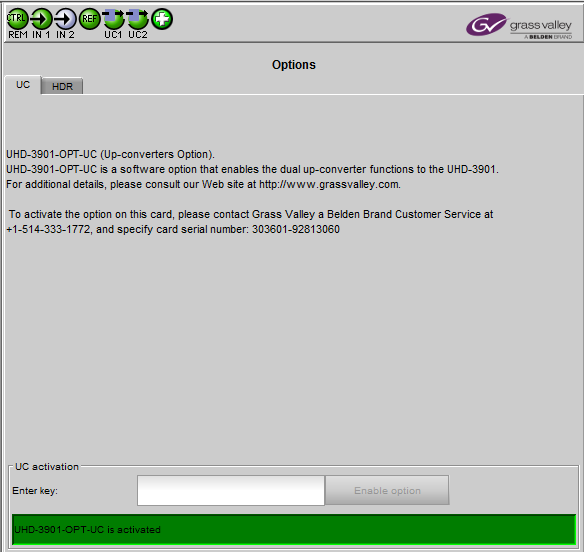 CTRL REF
REM IN 1 IN 2 UC1 UC2
GV grass valley
A BELDEN BRAND
Options
UC HDR
UHD-3901-OPT-UC (Up-converters Option).
UHD-3901-OPT-UC is a software option that enables the dual up-converter functions to the UHD-3901.
For additional details, please consult our Web site at http://www.grassvalley.com.
To activate the option on this card, please contact Grass Valley a Belden Brand Customer Service at
+1-514-333-1772, and specify card serial number: 303601-92813060
UC activation
Enter key: Enable option
UHD-3901-OPT-UC is activated